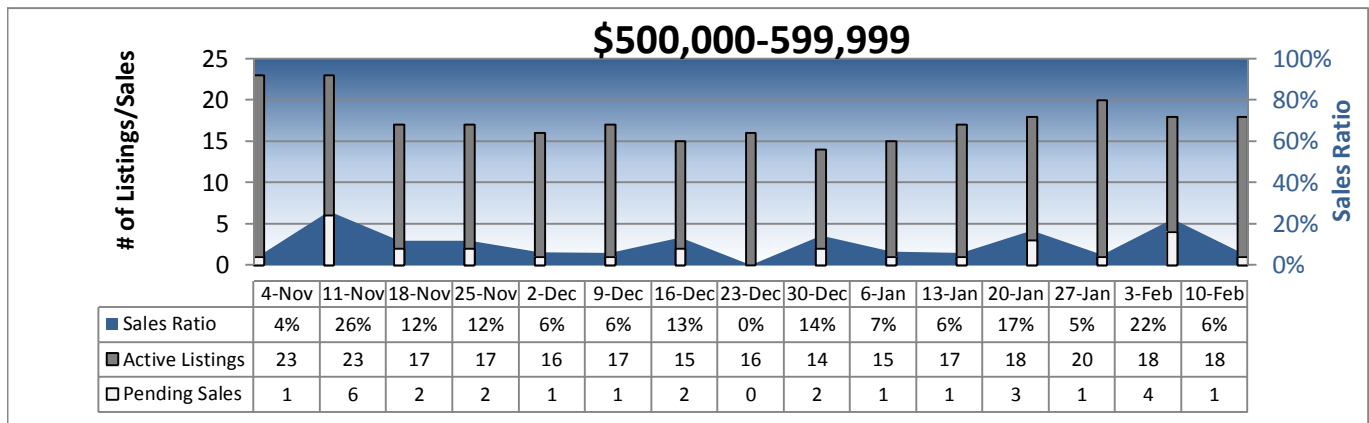 $500,000-599,999
# of Listings/Sales
25
20
15
10
5
0
100%
80%
60%
40%
20%
0%
Sales Ratio
4-Nov 11-Nov 18-Nov 25-Nov 2-Dec 9-Dec 16-Dec 23-Dec 30-Dec 6-Jan 13-Jan 20-Jan 27-Jan 3-Feb 10-Feb
Sales Ratio 4% 26% 12% 12% 6% 6% 13% 0% 14% 7% 6% 17% 5% 22% 6%
Active Listings 23 23 17 17 16 17 15 16 14 15 17 18 20 18 18
Pending Sales 1 6 2 2 1 1 2 0 2 1 1 3 1 4 1